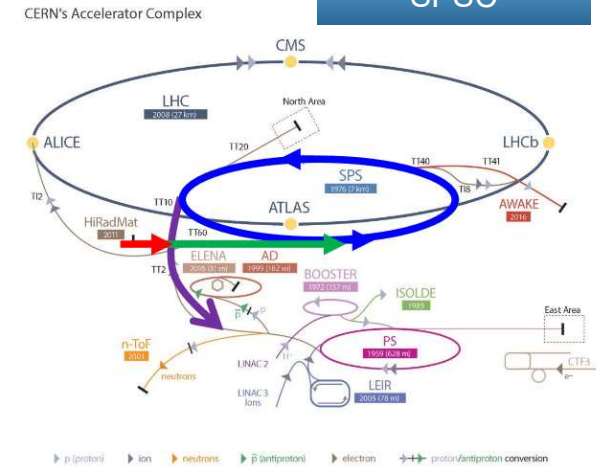 CERN's Accelerator Complex
CMS
LHC
2008 (27 km)
North Area
ALICE
TT20
LHCb
TT40
TT41
SPS
1976 (7 km)
TI2
TT10
TI8
ATLAS
AWAKE
2016
HiRadMat
2011
TT60
ELENA
AD
1999 (182 m)
TT2
BOOSTER
1972 (157 m)
ISOLDE
1989
p
p̄
East Area
n-ToF
2001
PS
1959 (628 m)
LINAC 2
H⁻
neutrons
CTF3
e⁻
LINAC 3
Ions
LEIR
2005 (78 m)
p (proton)
ion
neutrons
p̄ (antiproton)
electron
proton/antiproton conversion